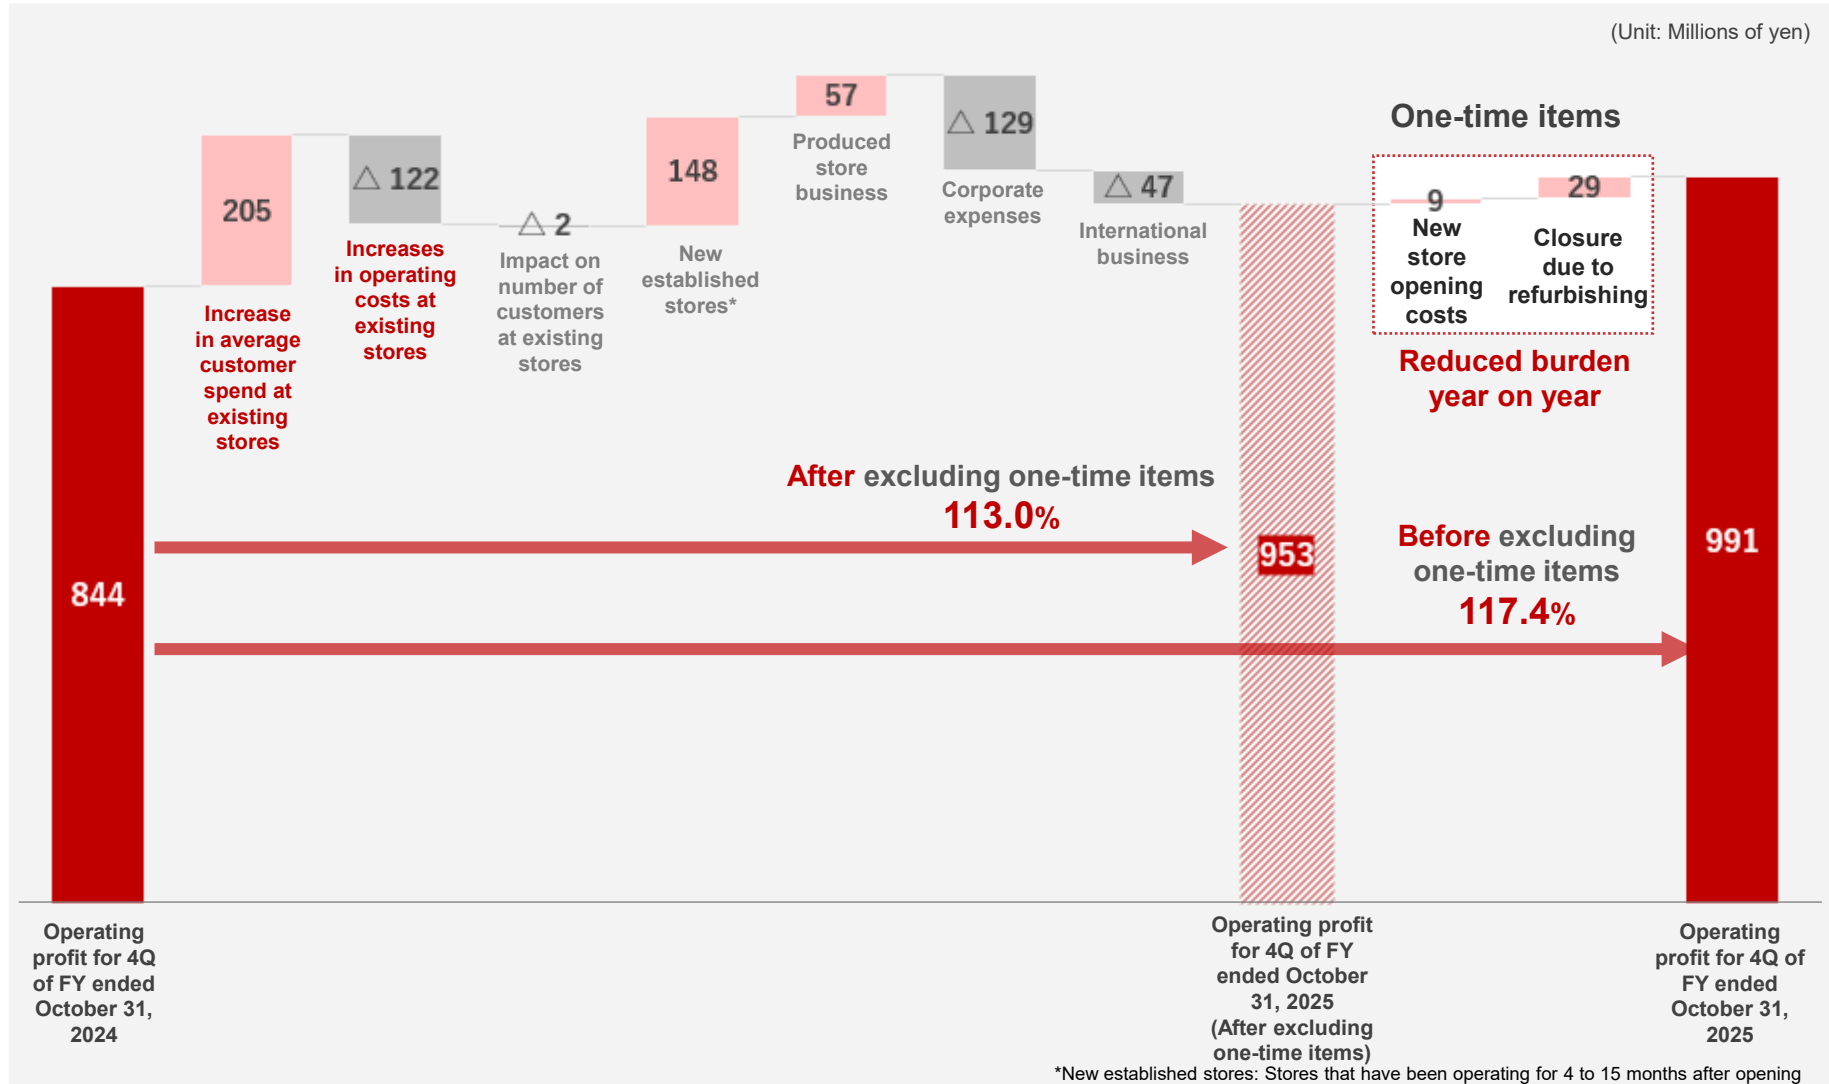 (Unit: Millions of yen)
844
Operating
profit for 4Q
of FY ended
October 31,
2024
205
Increase
in average
customer
spend at
existing
stores
△ 122
Increases
in operating
costs at
existing
stores
△ 2
Impact on
number of
customers
at existing
stores
148
New
established
stores*
57
Produced
store
business
△ 129
Corporate
expenses
△ 47
International
business
After excluding one-time items
113.0%
953
Operating profit
for 4Q of FY
ended October
31, 2025
(After excluding
one-time items)
One-time items
9
New
store
opening
costs
29
Closure
due to
refurbishing
Reduced burden
year on year
Before excluding
one-time items
117.4%
991
Operating
profit for 4Q of
FY ended
October 31,
2025
*New established stores: Stores that have been operating for 4 to 15 months after opening